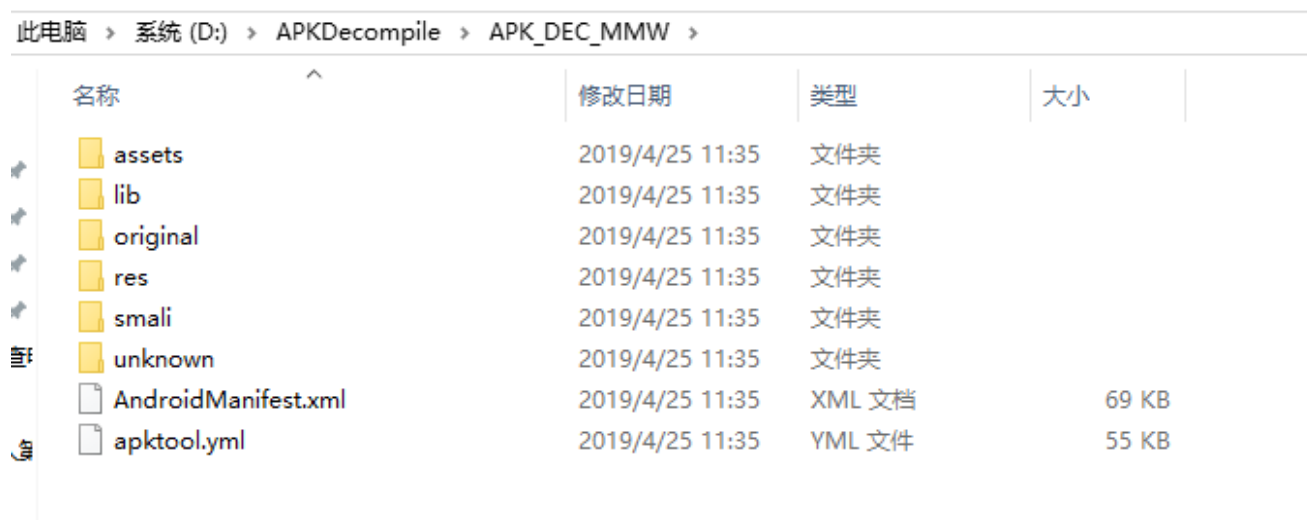 此电脑 > 系统 (D:) > APKDecompile > APK_DEC_MMW >
名称 修改日期 类型 大小
assets 2019/4/25 11:35 文件夹
lib 2019/4/25 11:35 文件夹
original 2019/4/25 11:35 文件夹
res 2019/4/25 11:35 文件夹
smali 2019/4/25 11:35 文件夹
unknown 2019/4/25 11:35 文件夹
AndroidManifest.xml 2019/4/25 11:35 XML 文档 69 KB
apktool.yml 2019/4/25 11:35 YML 文件 55 KB